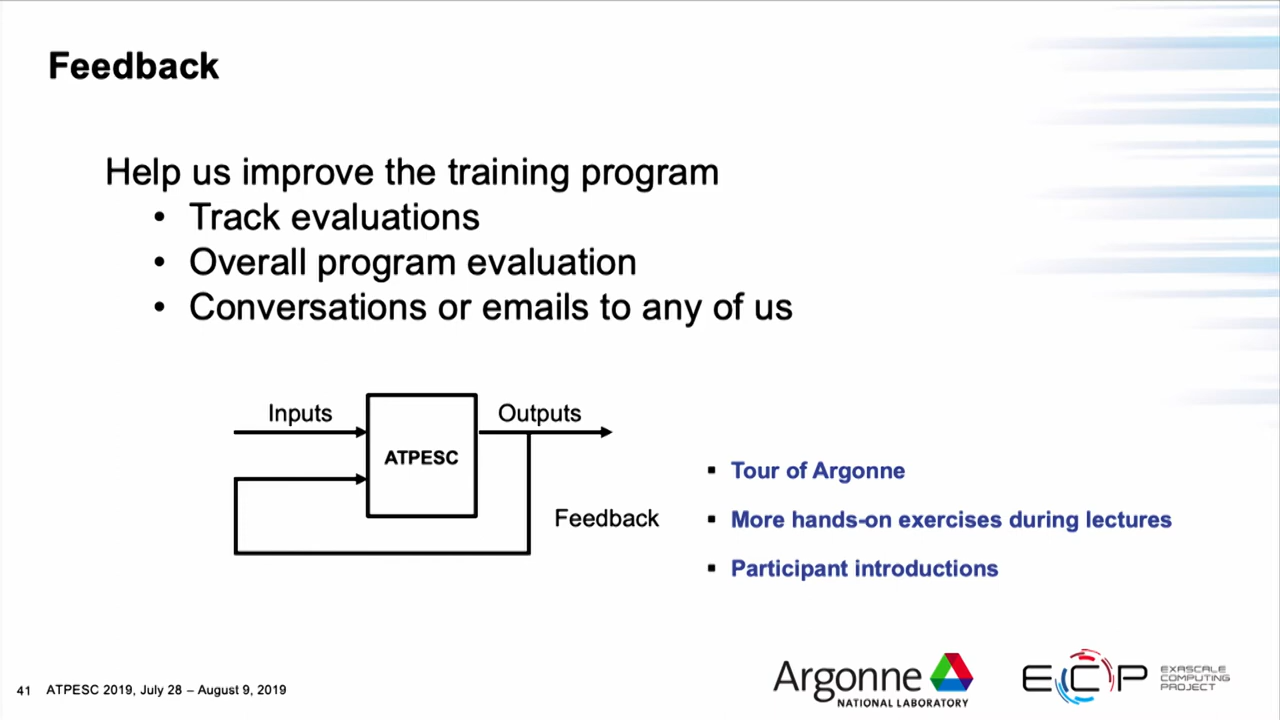 Feedback
Help us improve the training program
• Track evaluations
• Overall program evaluation
• Conversations or emails to any of us
Inputs
Outputs
ATPESC
Feedback
▪ Tour of Argonne
▪ More hands-on exercises during lectures
▪ Participant introductions
41 ATPESC 2019, July 28 – August 9, 2019
Argonne
NATIONAL LABORATORY
ECP
EXASCALE
COMPUTING
PROJECT